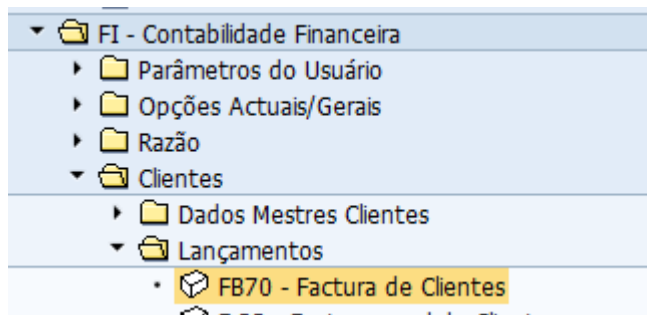 FI - Contabilidade Financeira
Parâmetros do Usuário
Opções Actuais/Gerais
Razão
Clientes
Dados Mestres Clientes
Lançamentos
FB70 - Factura de Clientes